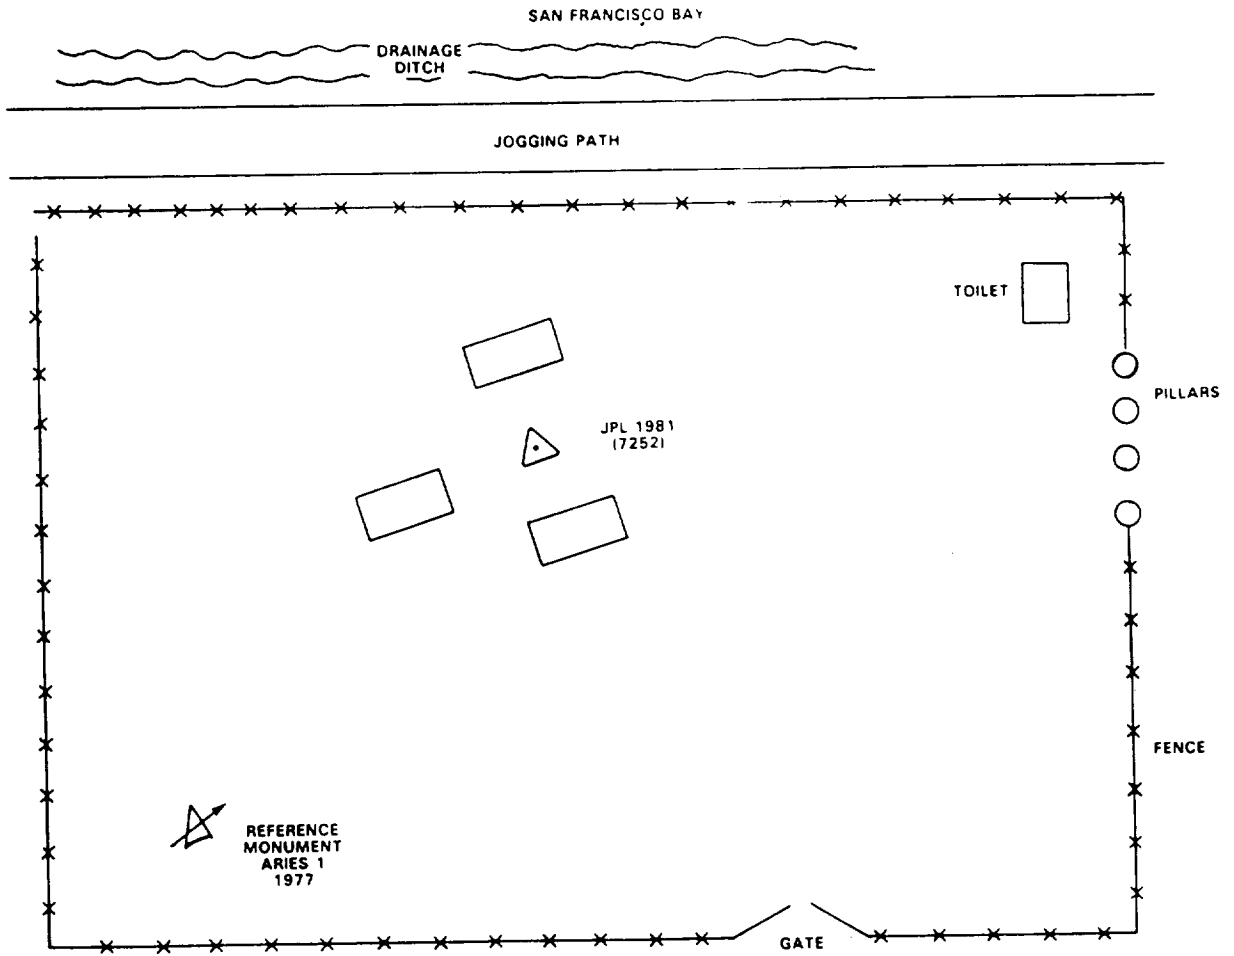 SAN FRANCISCO BAY
DRAINAGE
DITCH
JOGGING PATH
TOILET
PILLARS
JPL 1981
(7252)
FENCE
REFERENCE
MONUMENT
ARIES 1
1977
GATE